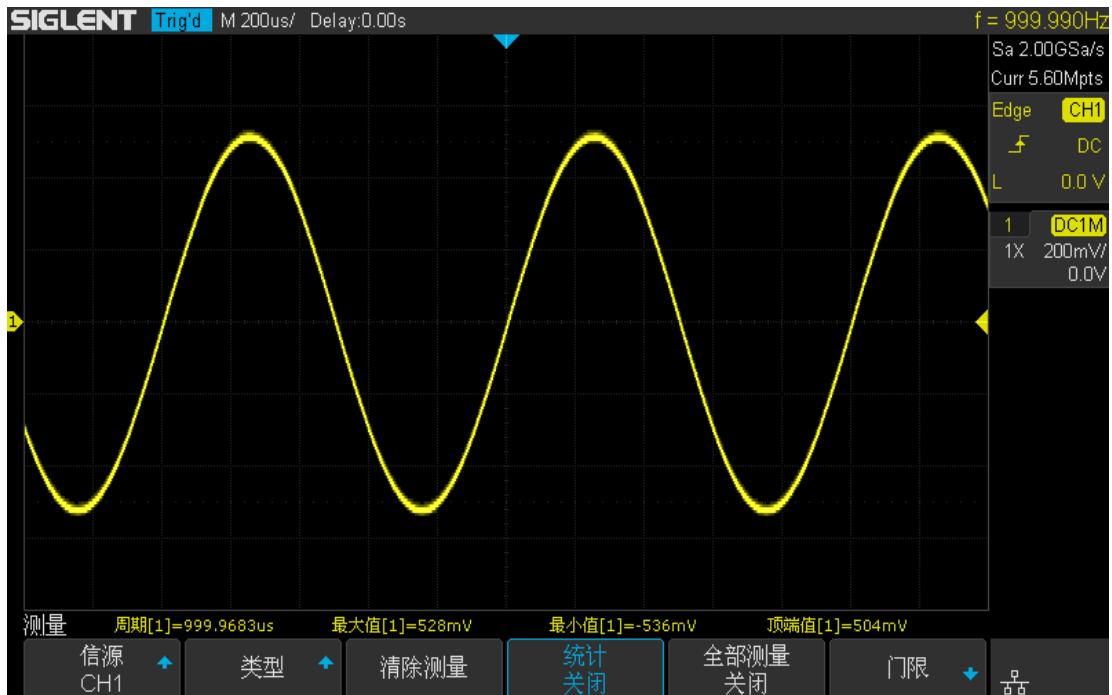 SIGLENT Trig'd M 200us/ Delay:0.00s f = 999.990Hz
Sa 2.00GSa/s
Curr 5.60Mpts
Edge CH1
DC
L 0.0 V
1 DC1M
1X 200mV/
0.0V
1
测量 周期[1]=999.9683us 最大值[1]=528mV 最小值[1]=-536mV 顶端值[1]=504mV
信源 类型 清除测量 统计 全部测量 门限
CH1 关闭 关闭